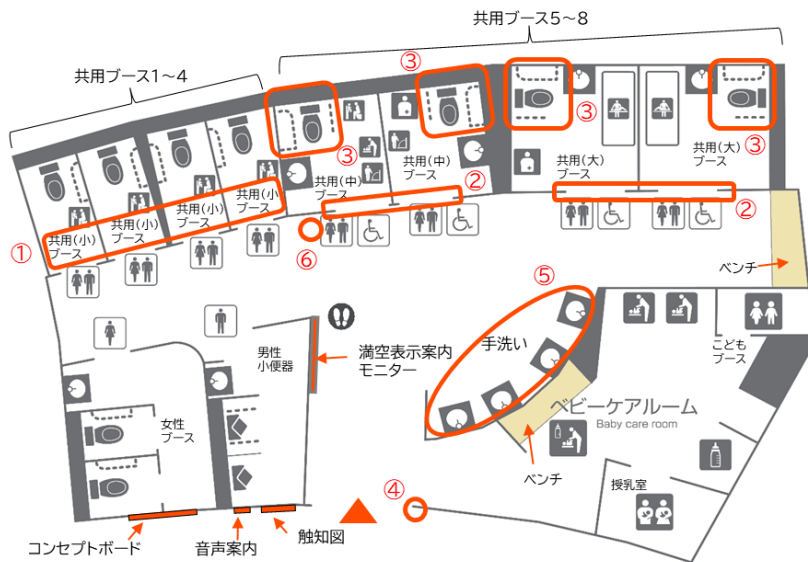 共用ブース5~8
共用ブース1~4
③
③
③
③
共用(小)
ブース
共用(小)
ブース
共用(小)
ブース
共用(小)
ブース
共用(中)
ブース
共用(中)
ブース
共用(大)
ブース
共用(大)
ブース
①
②
②
⑥
⑤
ベンチ
手洗い
こども
ブース
男性
小便器
満空表示案内
モニター
ベビーケアルーム
Baby care room
女性
ブース
ベンチ
授乳室
④
コンセプトボード
音声案内
触知図